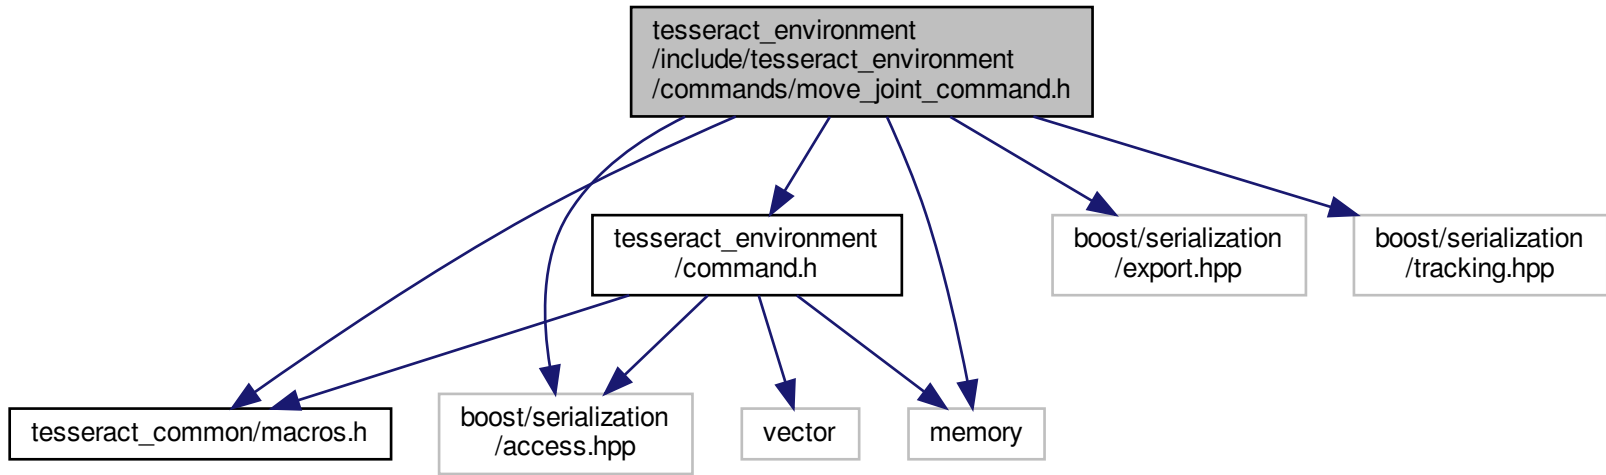 tesseract_environment
/include/tesseract_environment
/commands/move_joint_command.h
tesseract_environment
/command.h
boost/serialization
/export.hpp
boost/serialization
/tracking.hpp
tesseract_common/macros.h
boost/serialization
/access.hpp
vector
memory